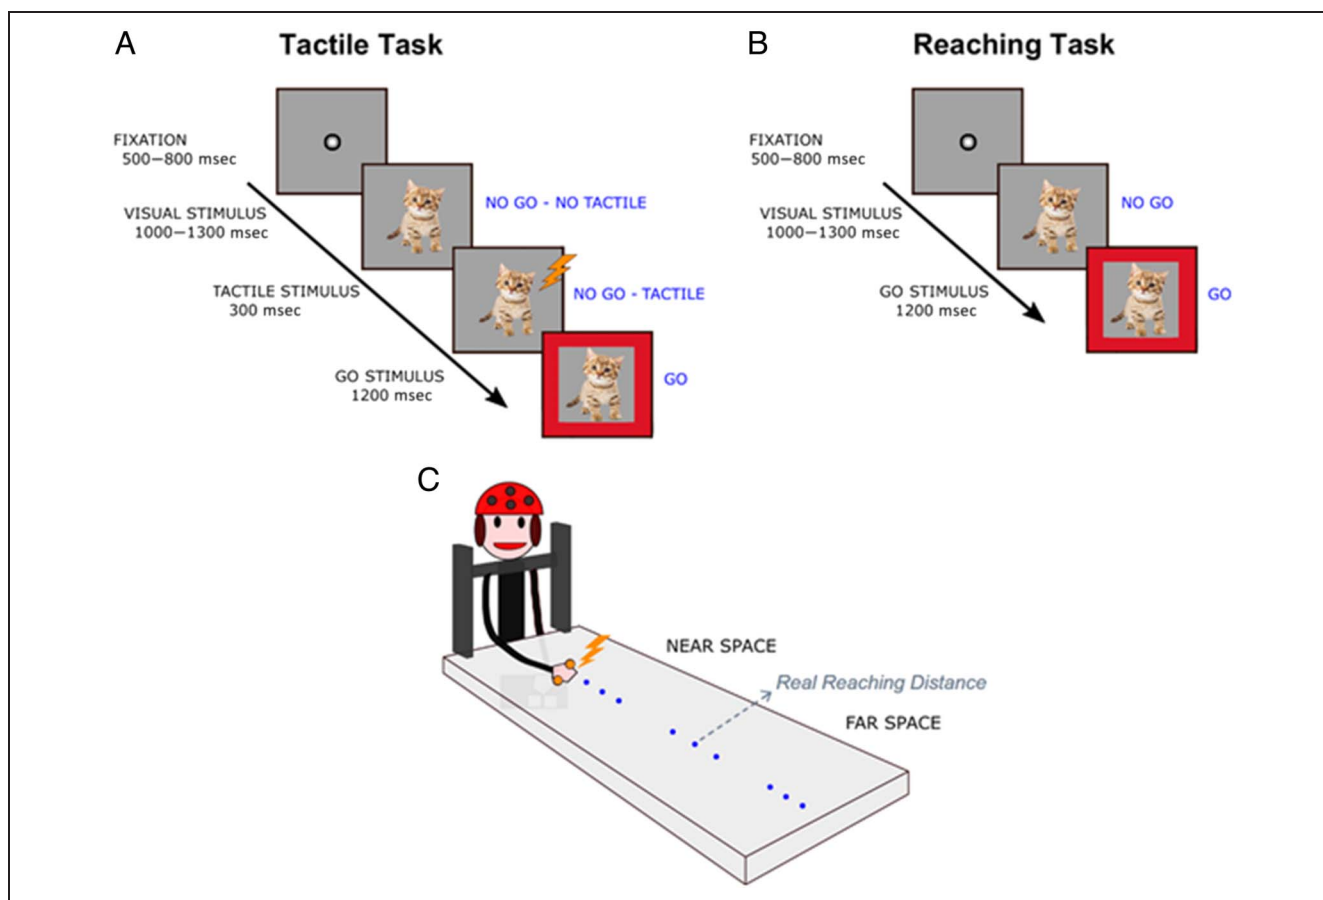 A
Tactile Task
FIXATION
500–800 msec
VISUAL STIMULUS
1000–1300 msec
NO GO - NO TACTILE
TACTILE STIMULUS
300 msec
NO GO - TACTILE
GO STIMULUS
1200 msec
GO
B
Reaching Task
FIXATION
500–800 msec
VISUAL STIMULUS
1000–1300 msec
NO GO
GO STIMULUS
1200 msec
GO
C
NEAR SPACE
Real Reaching Distance
FAR SPACE